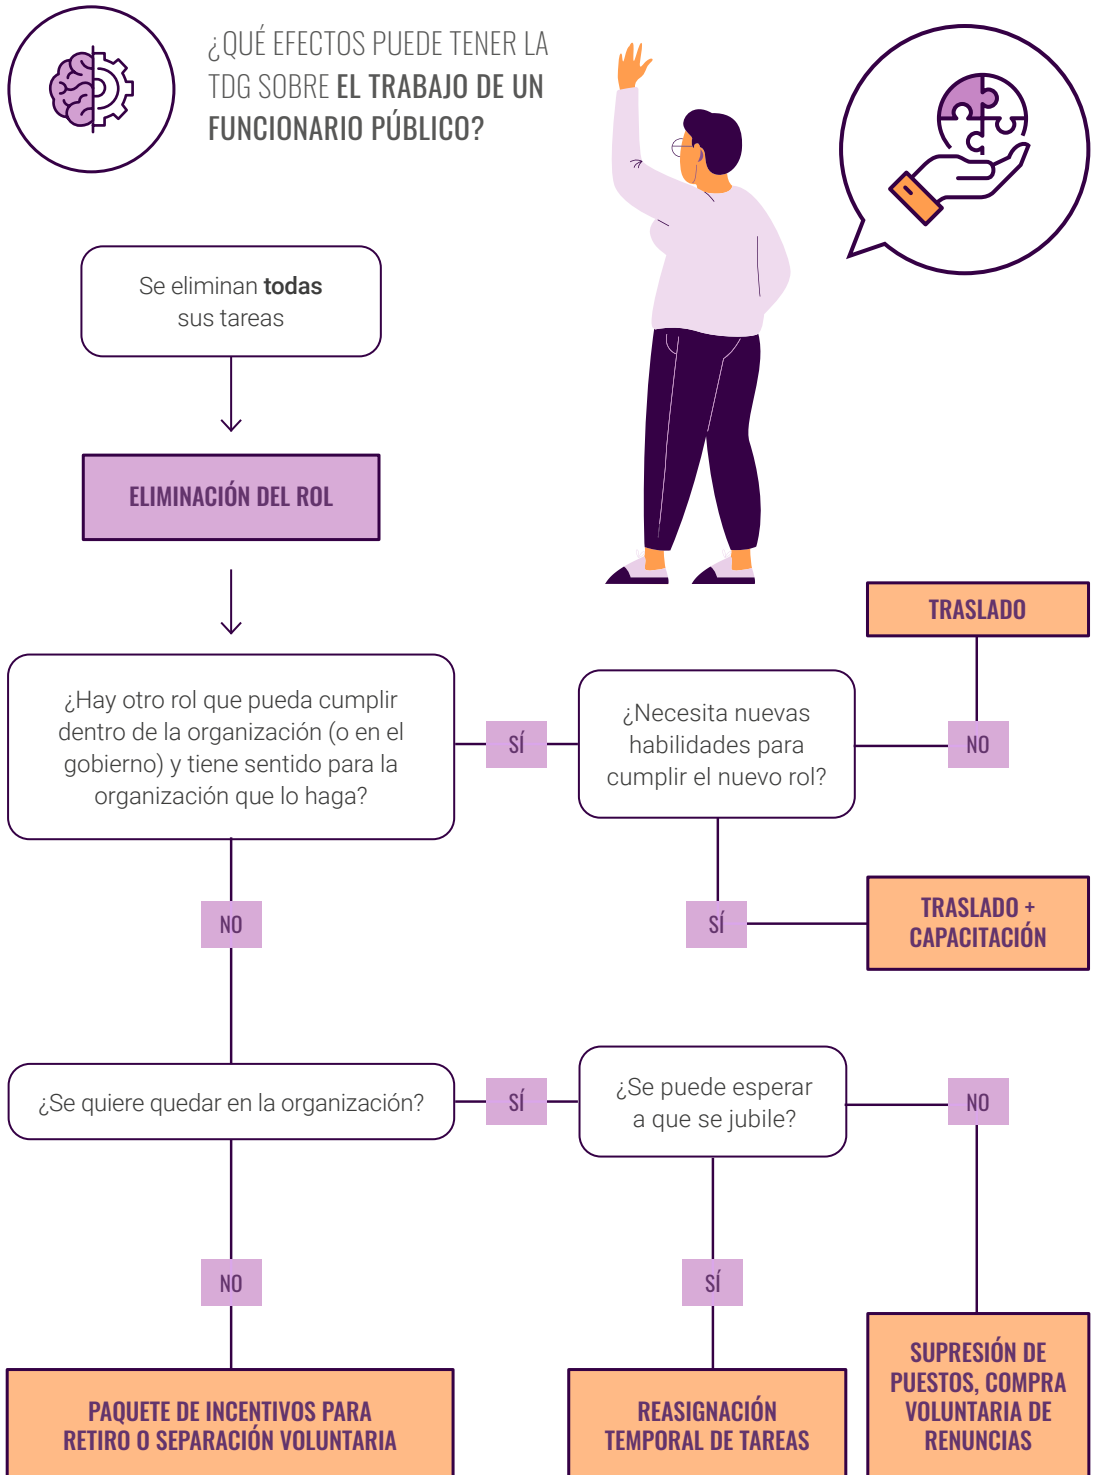 ¿QUÉ EFECTOS PUEDE TENER LA
TDG SOBRE EL TRABAJO DE UN
FUNCIONARIO PÚBLICO?
Se eliminan todas
sus tareas
ELIMINACIÓN DEL ROL
TRASLADO
¿Hay otro rol que pueda cumplir
dentro de la organización (o en el
gobierno) y tiene sentido para la
organización que lo haga?
SÍ
¿Necesita nuevas
habilidades para
cumplir el nuevo rol?
NO
NO
SÍ
TRASLADO +
CAPACITACIÓN
¿Se quiere quedar en la organización?
SÍ
¿Se puede esperar
a que se jubile?
NO
NO
SÍ
PAQUETE DE INCENTIVOS PARA
RETIRO O SEPARACIÓN VOLUNTARIA
REASIGNACIÓN
TEMPORAL DE TAREAS
SUPRESIÓN DE
PUESTOS, COMPRA
VOLUNTARIA DE
RENUNCIAS